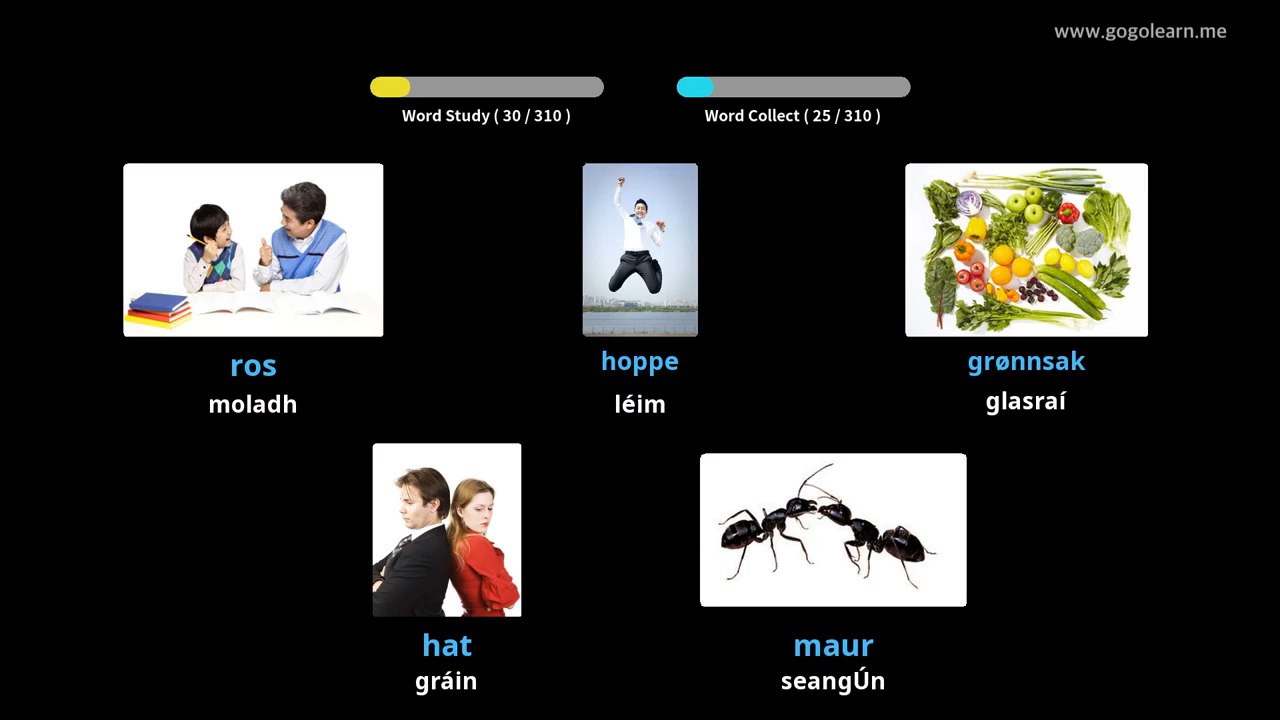 www.gogolearn.me
Word Study ( 30 / 310 )
Word Collect ( 25 / 310 )
ros
moladh
hoppe
léim
grønnsak
glasraí
hat
gráin
maur
seangÚn